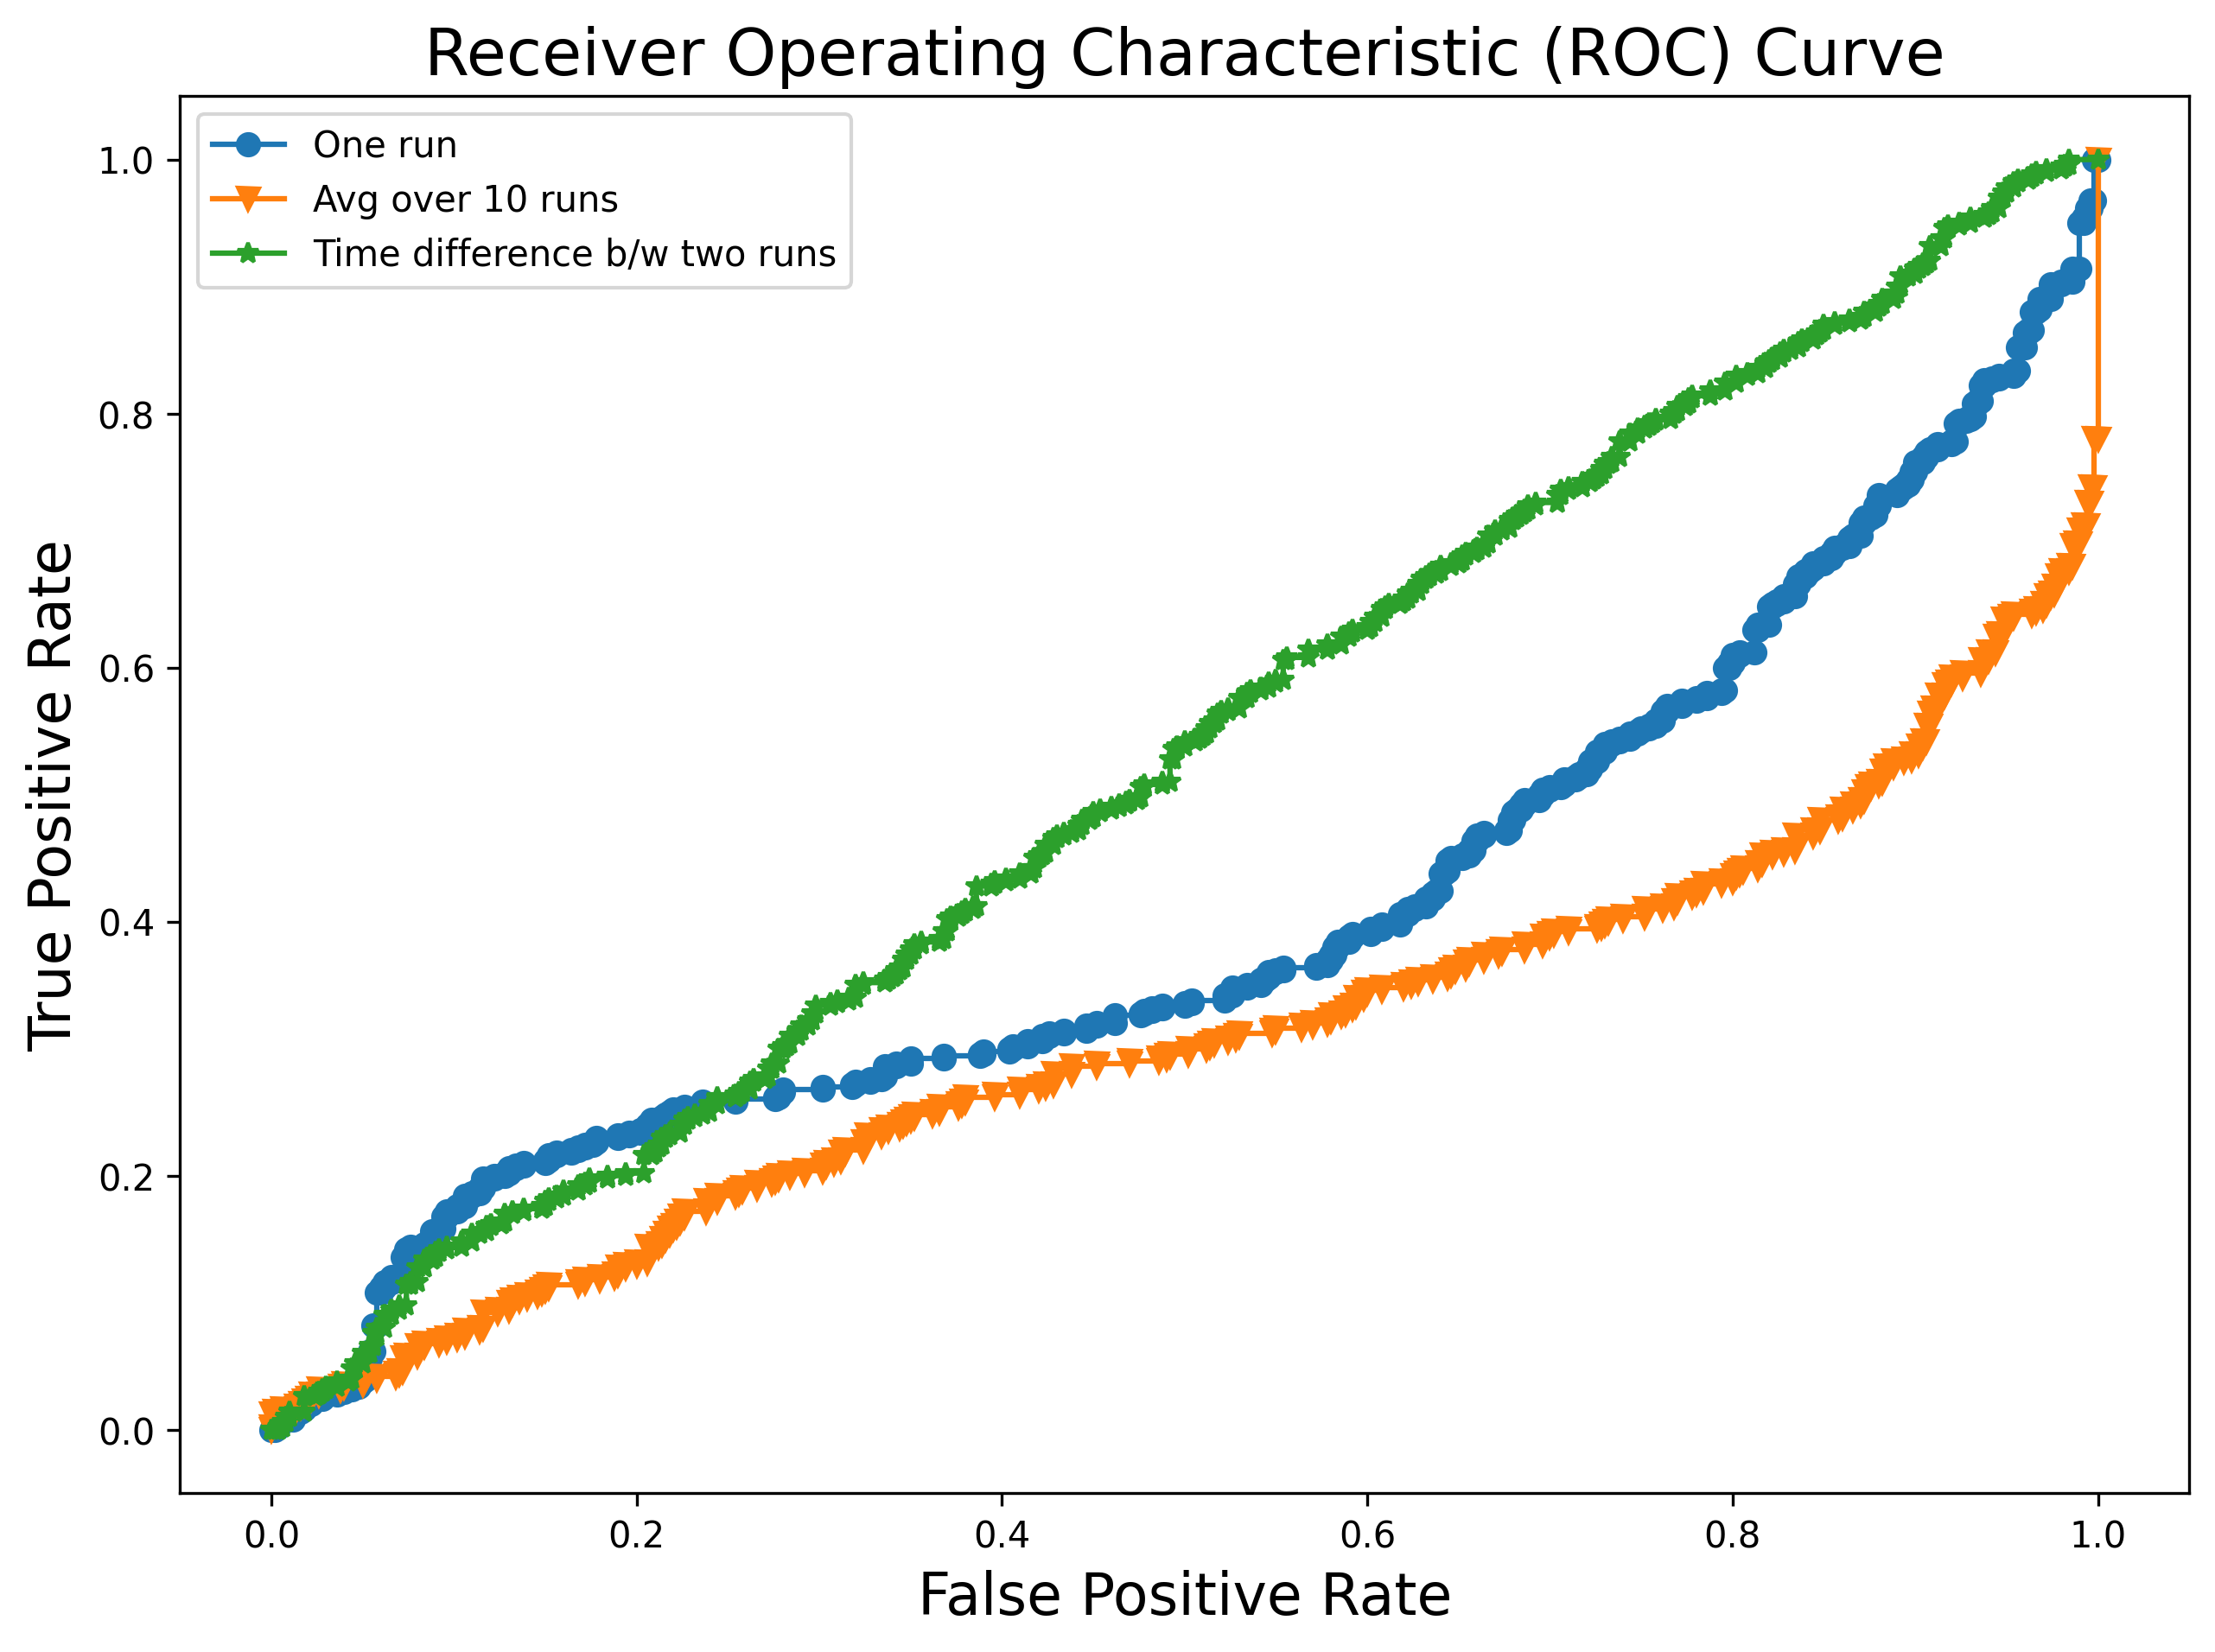 Receiver Operating Characteristic (ROC) Curve
One run
Avg over 10 runs
Time difference b/w two runs
True Positive Rate
1.0
0.8
0.6
0.4
0.2
0.0
0.0 0.2 0.4 0.6 0.8 1.0
False Positive Rate